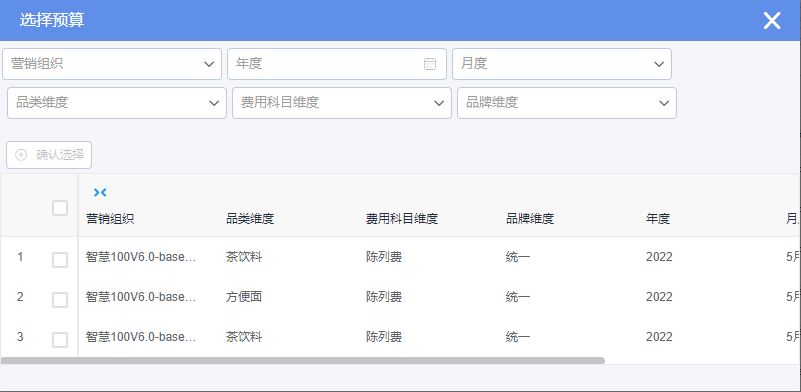 选择预算
营销组织 年度 月度
品类维度 费用科目维度 品牌维度
确认选择
营销组织 品类维度 费用科目维度 品牌维度 年度 月
1 智慧100V6.0-base... 茶饮料 陈列费 统一 2022 5月
2 智慧100V6.0-base... 方便面 陈列费 统一 2022 5月
3 智慧100V6.0-base... 茶饮料 陈列费 统一 2022 5月